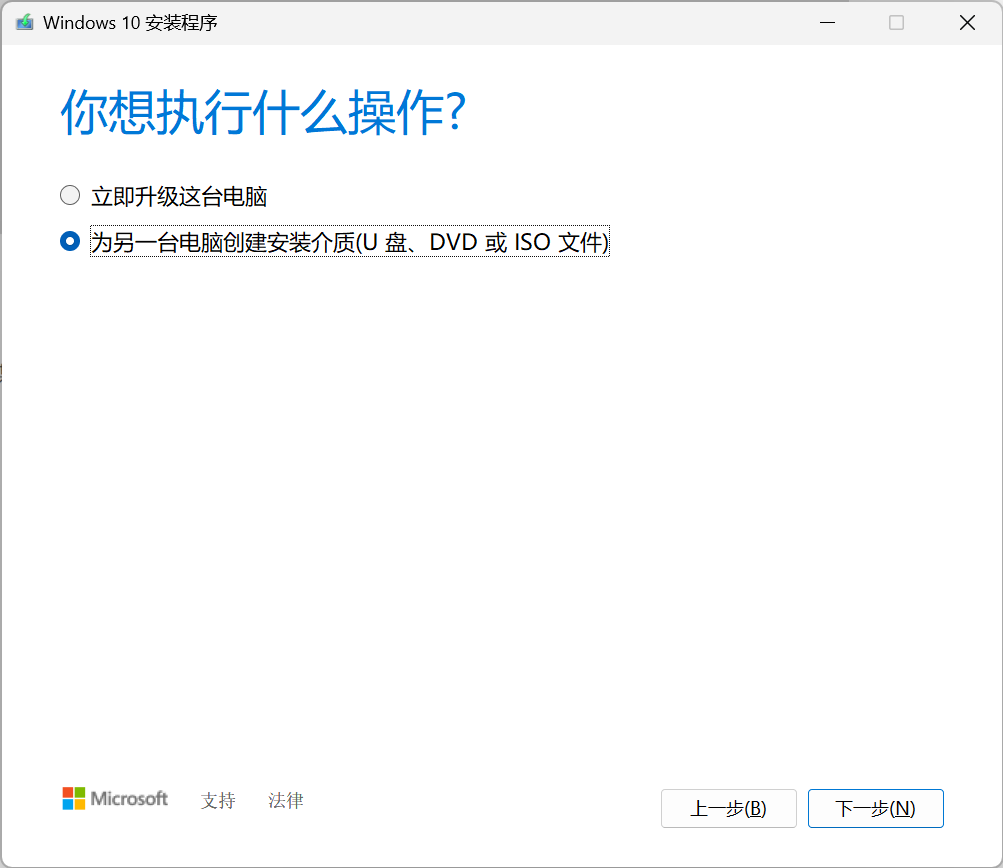 Windows 10 安装程序
你想执行什么操作?
立即升级这台电脑
为另一台电脑创建安装介质(U 盘、DVD 或 ISO 文件)
Microsoft 支持 法律 上一步(B) 下一步(N)